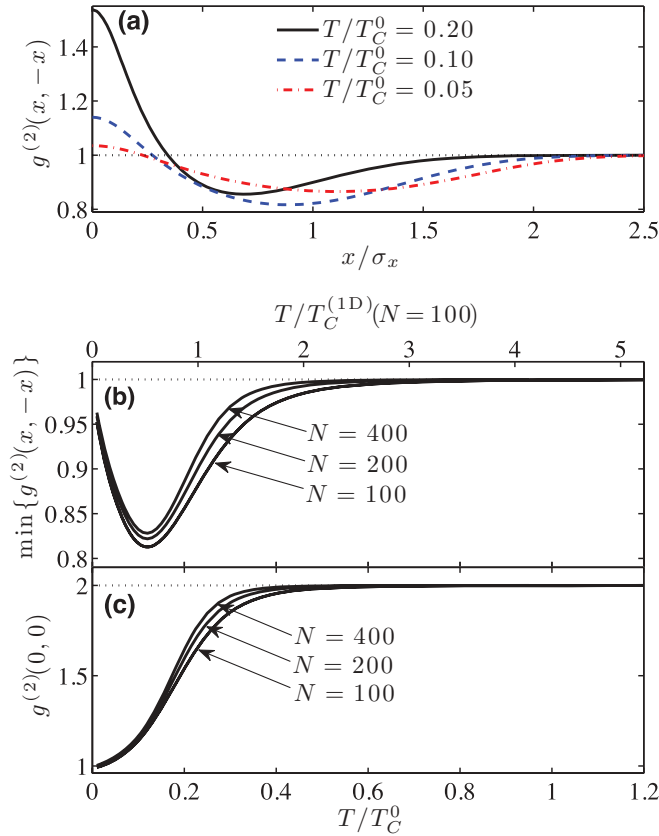 (a)
T/T_C^0 = 0.20
T/T_C^0 = 0.10
T/T_C^0 = 0.05
g^(2)(x, −x)
1.4
1.2
1
0.8
0 0.5 1 1.5 2 2.5
x/σ_x
T/T_C^(1D)(N = 100)
0 1 2 3 4 5
(b)
min{g^(2)(x, −x)}
1
0.95
0.9
0.85
0.8
N = 400
N = 200
N = 100
(c)
g^(2)(0, 0)
2
1.5
1
N = 400
N = 200
N = 100
0 0.2 0.4 0.6 0.8 1 1.2
T/T_C^0